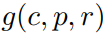 g(c, p, r)